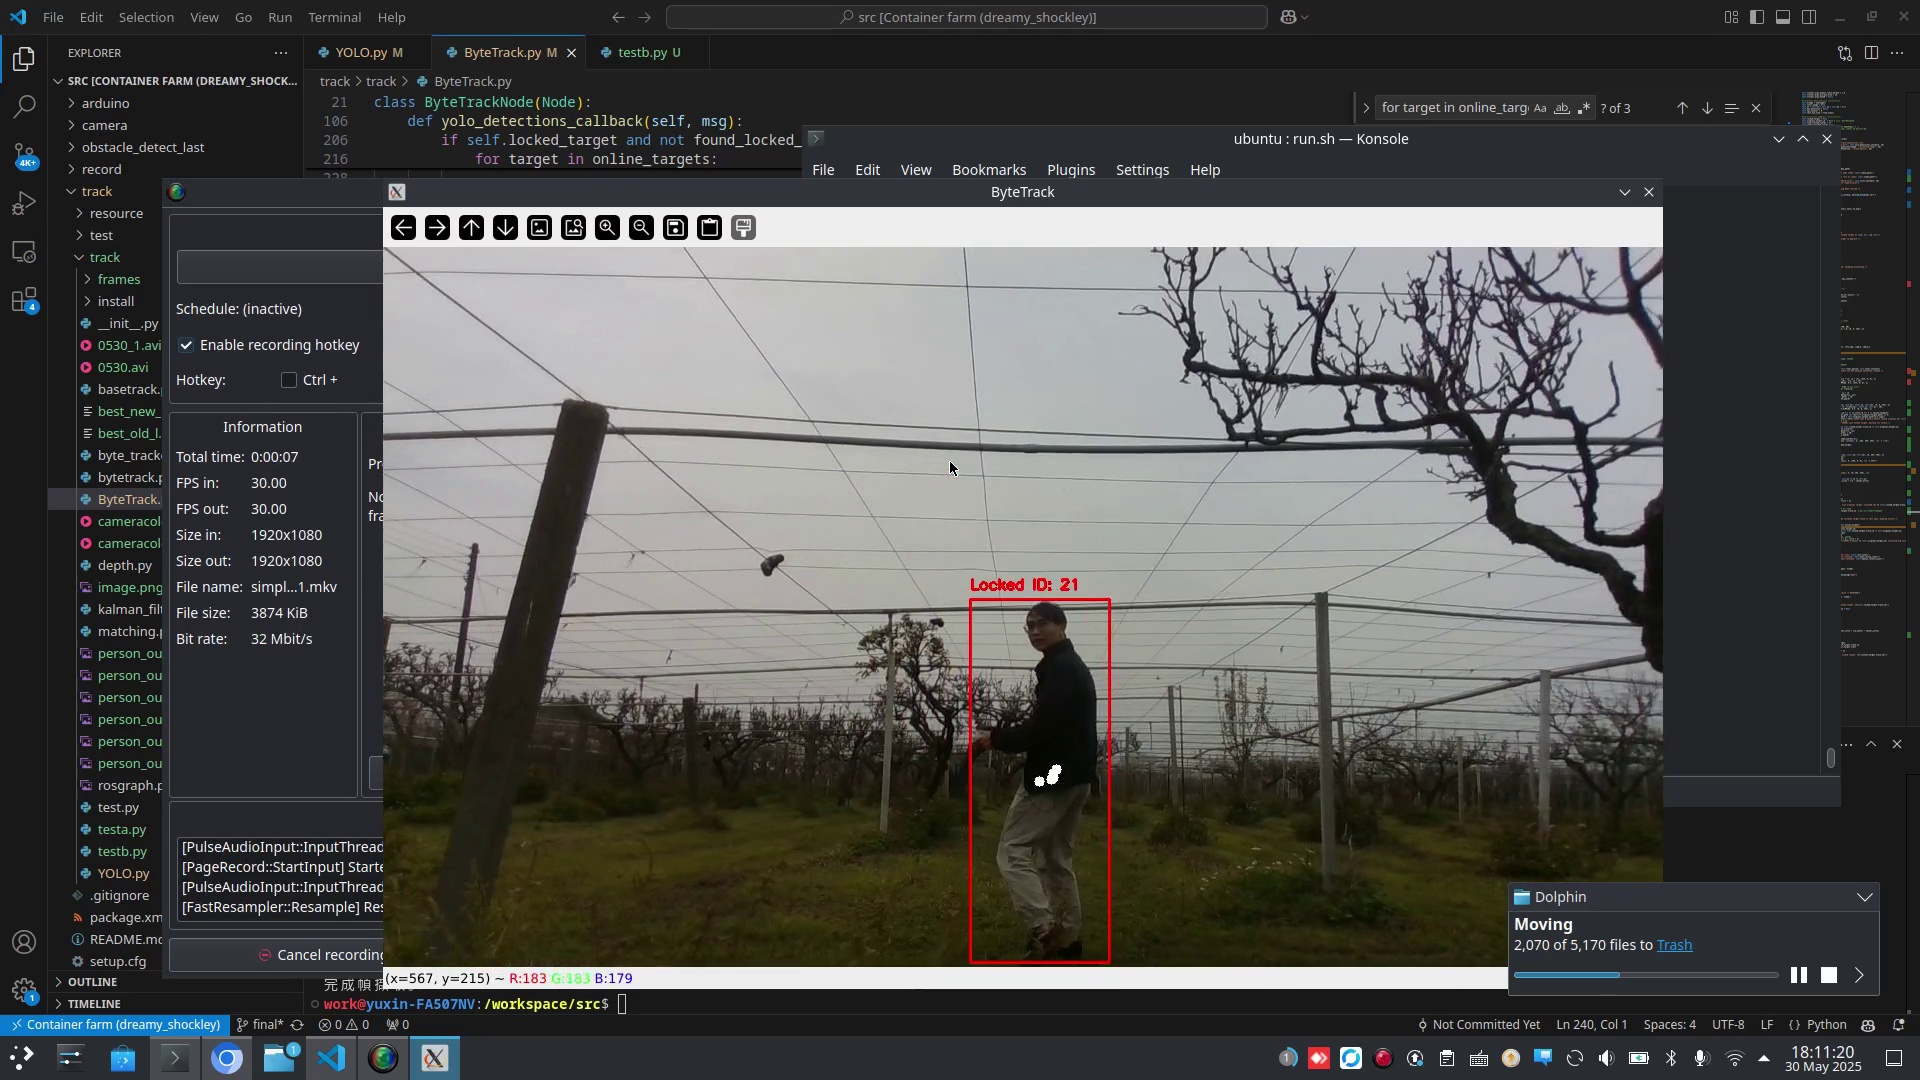 File Edit Selection View Go Run Terminal Help
src [Container farm (dreamy_shockley)]
EXPLORER
SRC [CONTAINER FARM (DREAMY_SHOCK...
arduino
camera
obstacle_detect_last
record
track
resource
test
track
frames
install
__init__.py
0530_1.avi
0530.avi
basetrack.
best_new_
best_old_l.
byte_track
bytetrack.p
ByteTrack.
cameracol
cameracol
depth.py
image.png
kalman_filt
matching.p
person_ou
person_ou
person_ou
person_ou
person_ou
person_ou
rosgraph.p
test.py
testa.py
testb.py
YOLO.py
.gitignore
package.xm
README.md
setup.cfg
OUTLINE
TIMELINE
YOLO.py M
ByteTrack.py M
testb.py U
track > track > ByteTrack.py
21 class ByteTrackNode(Node):
106 def yolo_detections_callback(self, msg):
206 if self.locked_target and not found_locked_
216 for target in online_targets:
for target in online_targ Aa ab ? of 3
ubuntu : run.sh — Konsole
File Edit View Bookmarks Plugins Settings Help
ByteTrack
Schedule: (inactive)
Enable recording hotkey
Hotkey: Ctrl +
Information
Total time: 0:00:07
FPS in: 30.00
FPS out: 30.00
Size in: 1920x1080
Size out: 1920x1080
File name: simpl...1.mkv
File size: 3874 KiB
Bit rate: 32 Mbit/s
[PulseAudioInput::InputThread
[PageRecord::StartInput] Starte
[PulseAudioInput::InputThread
[FastResampler::Resample] Res
Cancel recording
Locked ID: 21
(x=567, y=215) ~ R:183 G:183 B:179
work@yuxin-FA507NV:/workspace/src$
Dolphin
Moving
2,070 of 5,170 files to Trash
Container farm (dreamy_shockley) final* 0 0 0
Not Committed Yet Ln 240, Col 1 Spaces: 4 UTF-8 LF Python
4K+
4
1
1
1
18:11:20
30 May 2025